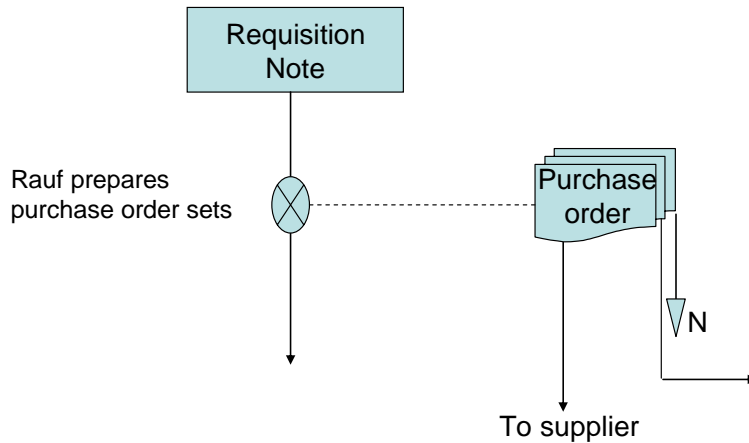 Requisition
Note
Rauf prepares
purchase order sets
Purchase
order
N
To supplier